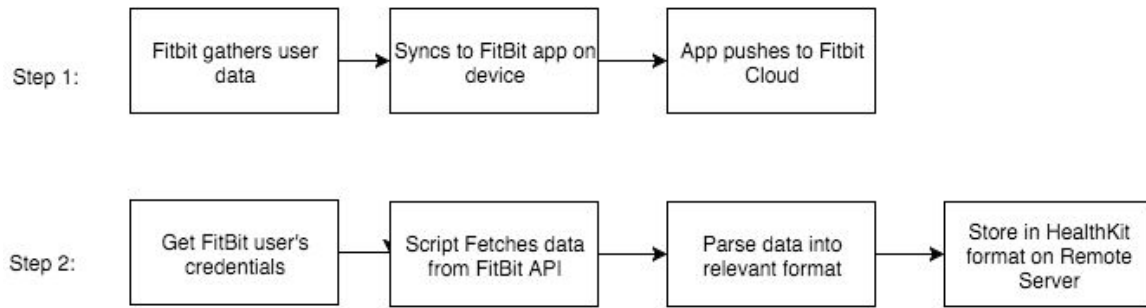 Step 1:
Fitbit gathers user
data
Syncs to FitBit app on
device
App pushes to Fitbit
Cloud
Step 2:
Get FitBit user's
credentials
Script Fetches data
from FitBit API
Parse data into
relevant format
Store in HealthKit
format on Remote
Server